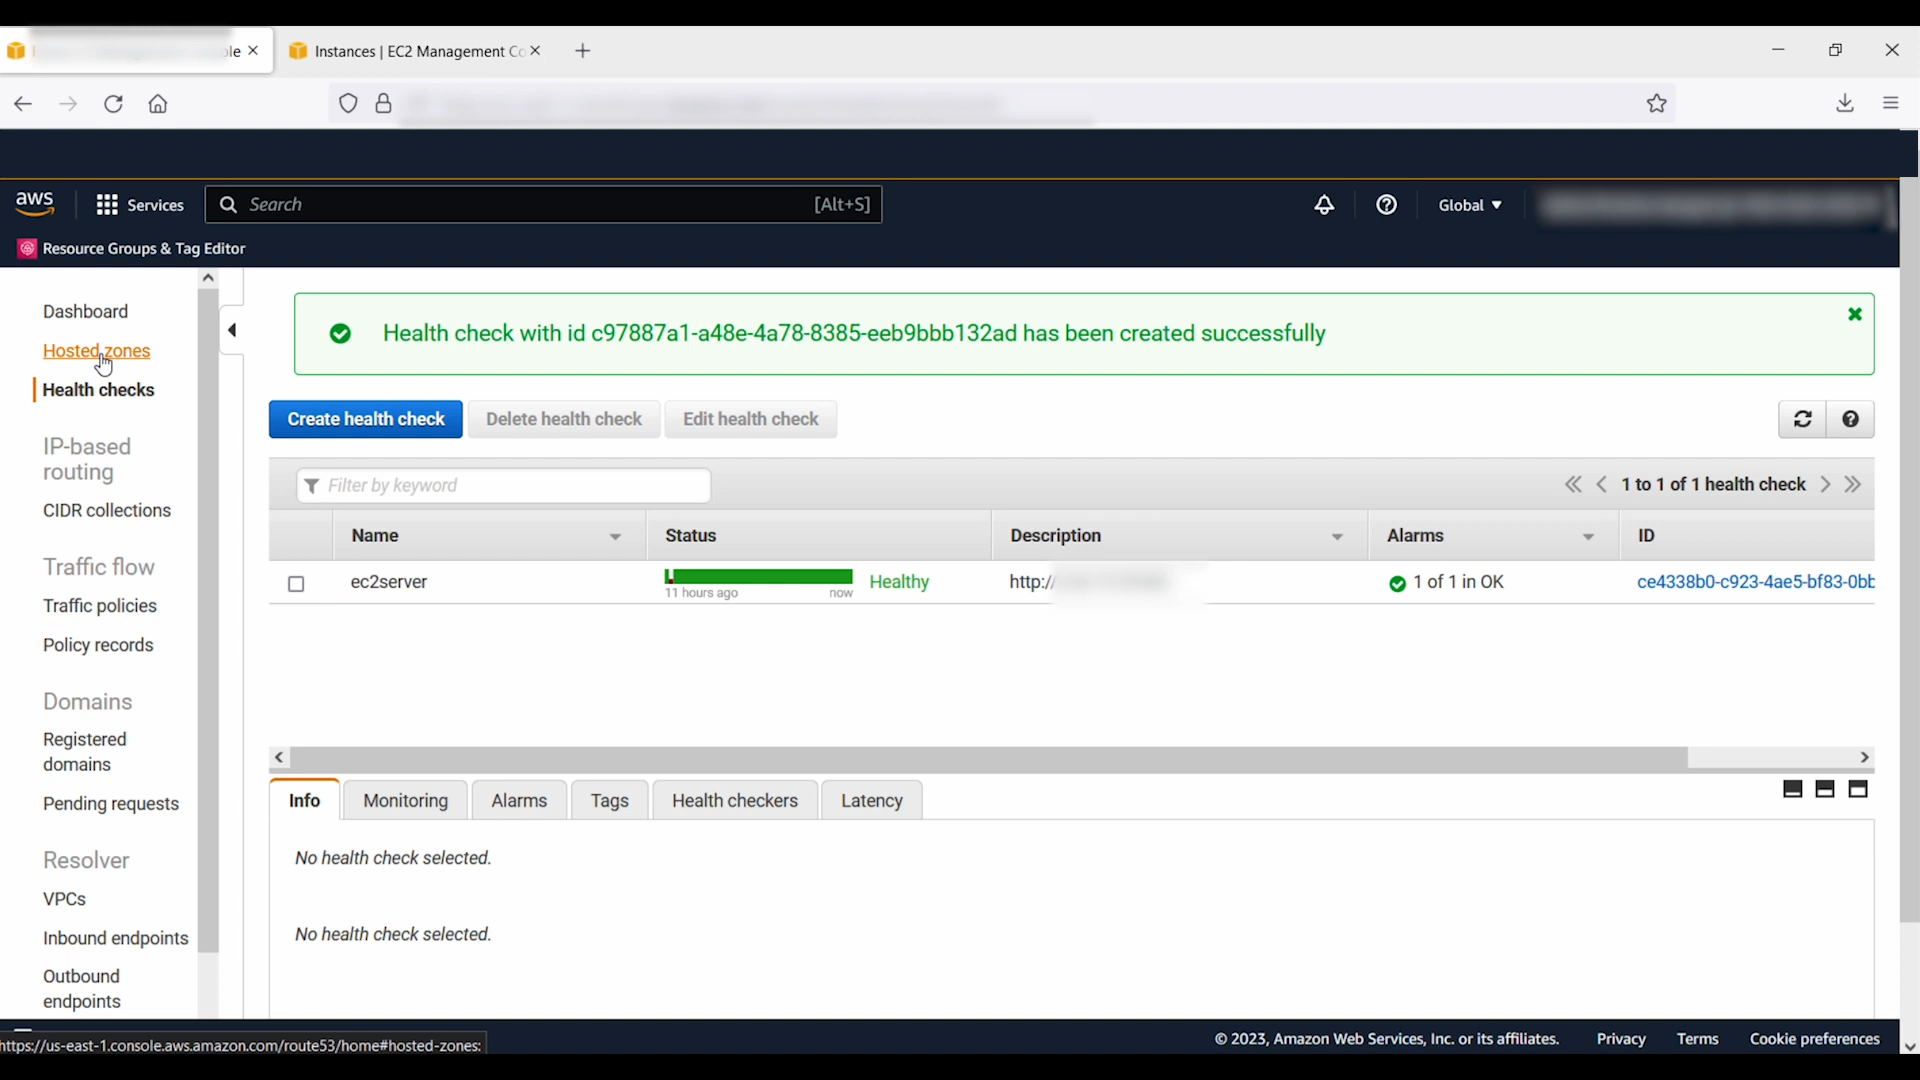 le
Instances | EC2 Management Co
aws
Services
Search
[Alt+S]
Global
Resource Groups & Tag Editor
Dashboard
Hosted zones
Health checks
IP-based
routing
CIDR collections
Traffic flow
Traffic policies
Policy records
Domains
Registered
domains
Pending requests
Resolver
VPCs
Inbound endpoints
Outbound
endpoints
Health check with id c97887a1-a48e-4a78-8385-eeb9bbb132ad has been created successfully
Create health check
Delete health check
Edit health check
Filter by keyword
1 to 1 of 1 health check
Name
Status
Description
Alarms
ID
ec2server
11 hours ago
now
Healthy
http://
1 of 1 in OK
ce4338b0-c923-4ae5-bf83-0bb
Info
Monitoring
Alarms
Tags
Health checkers
Latency
No health check selected.
No health check selected.
https://us-east-1.console.aws.amazon.com/route53/home#hosted-zones:
© 2023, Amazon Web Services, Inc. or its affiliates.
Privacy
Terms
Cookie preferences